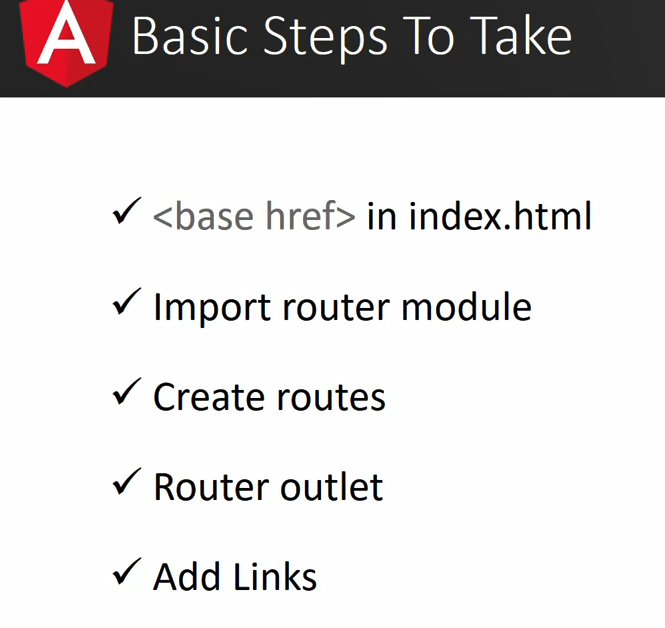 A Basic Steps To Take
✓ <base href> in index.html
✓ Import router module
✓ Create routes
✓ Router outlet
✓ Add Links